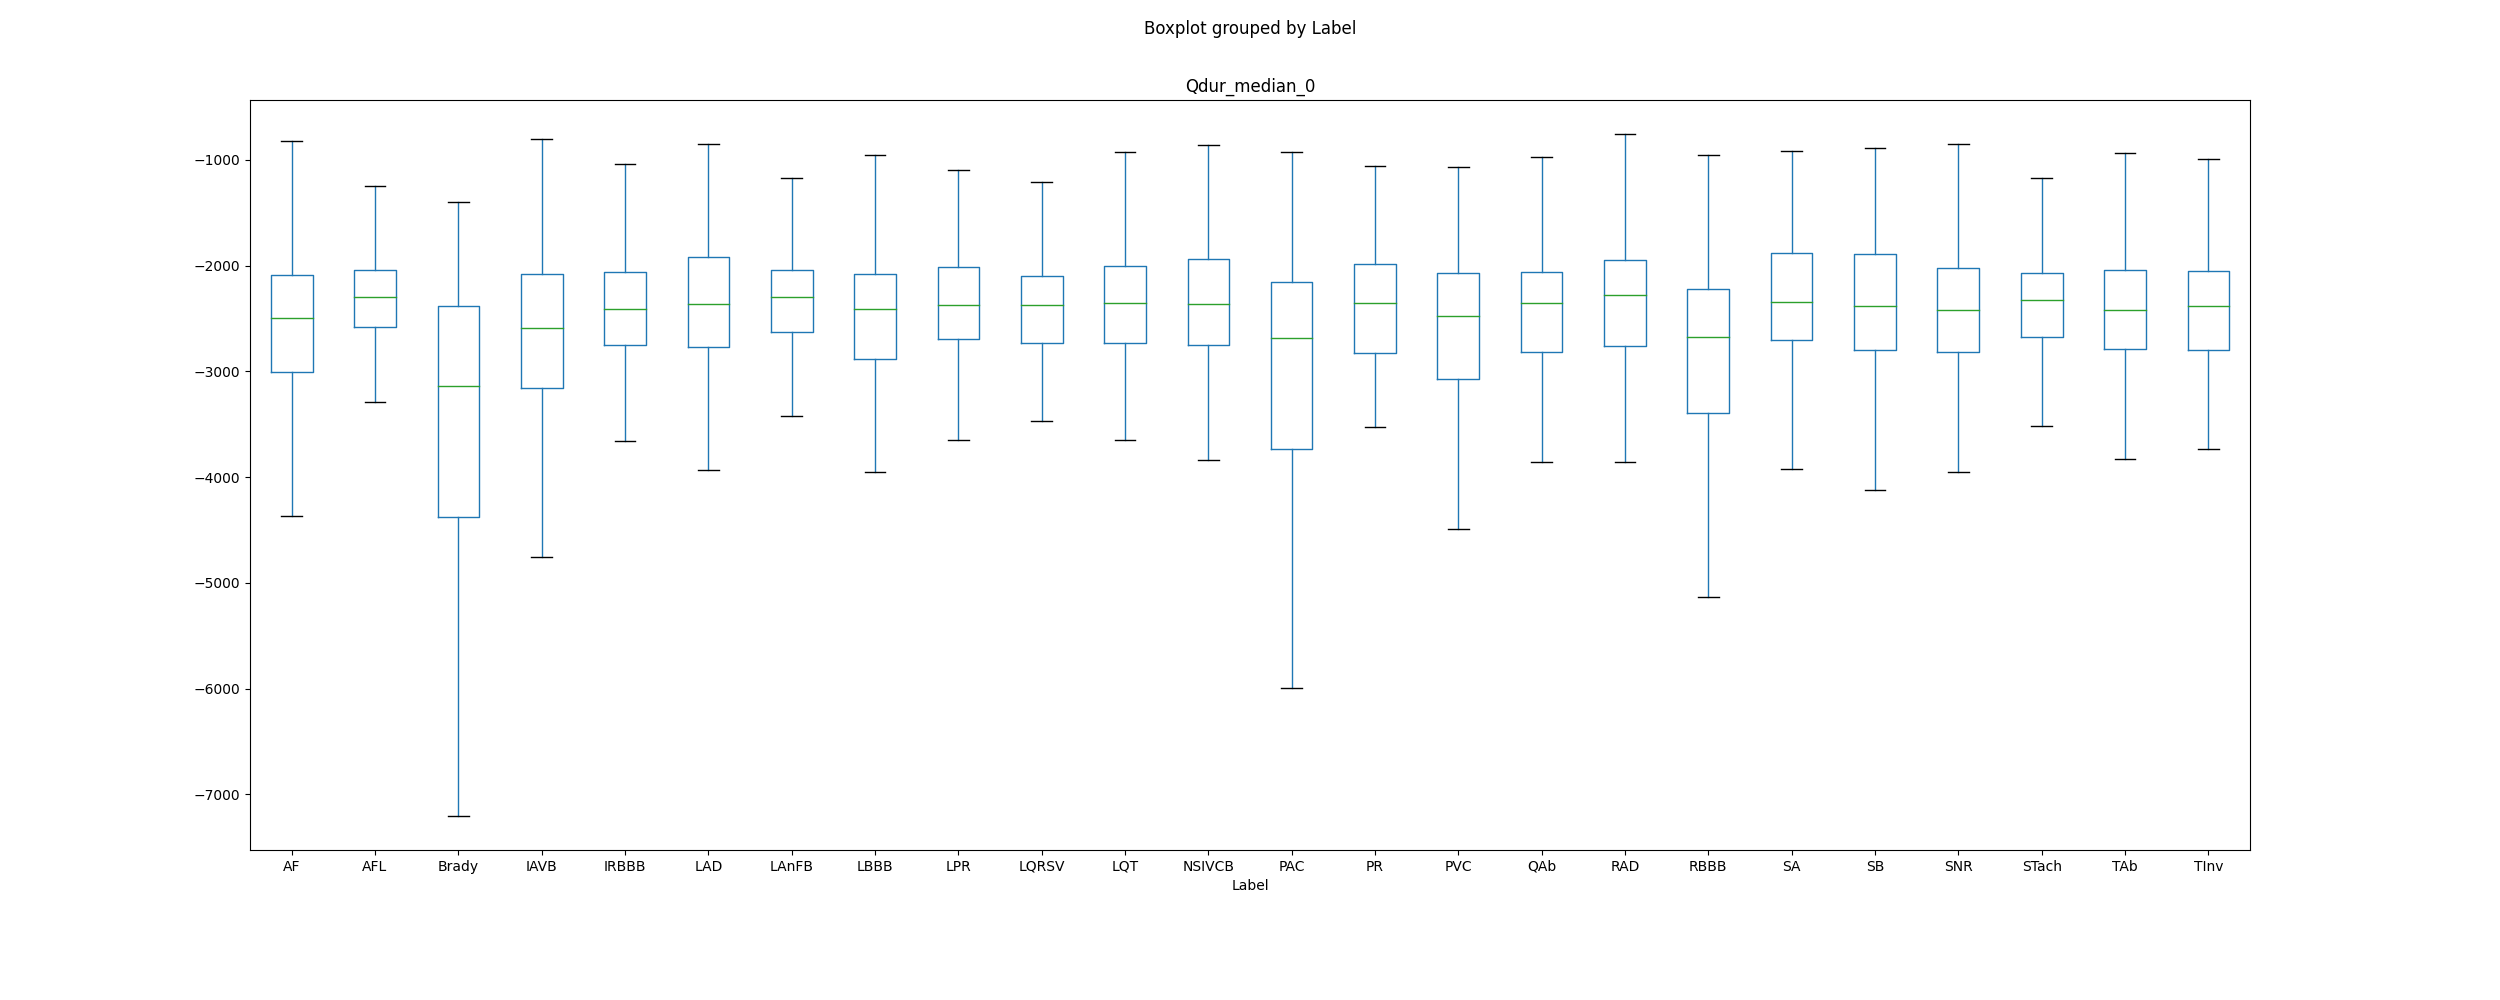 Boxplot grouped by Label
Qdur_median_0
−1000
−2000
−3000
−4000
−5000
−6000
−7000
AF AFL Brady IAVB IRBBB LAD LAnFB LBBB LPR LQRSV LQT NSIVCB PAC PR PVC QAb RAD RBBB SA SB SNR STach TAb TInv
Label